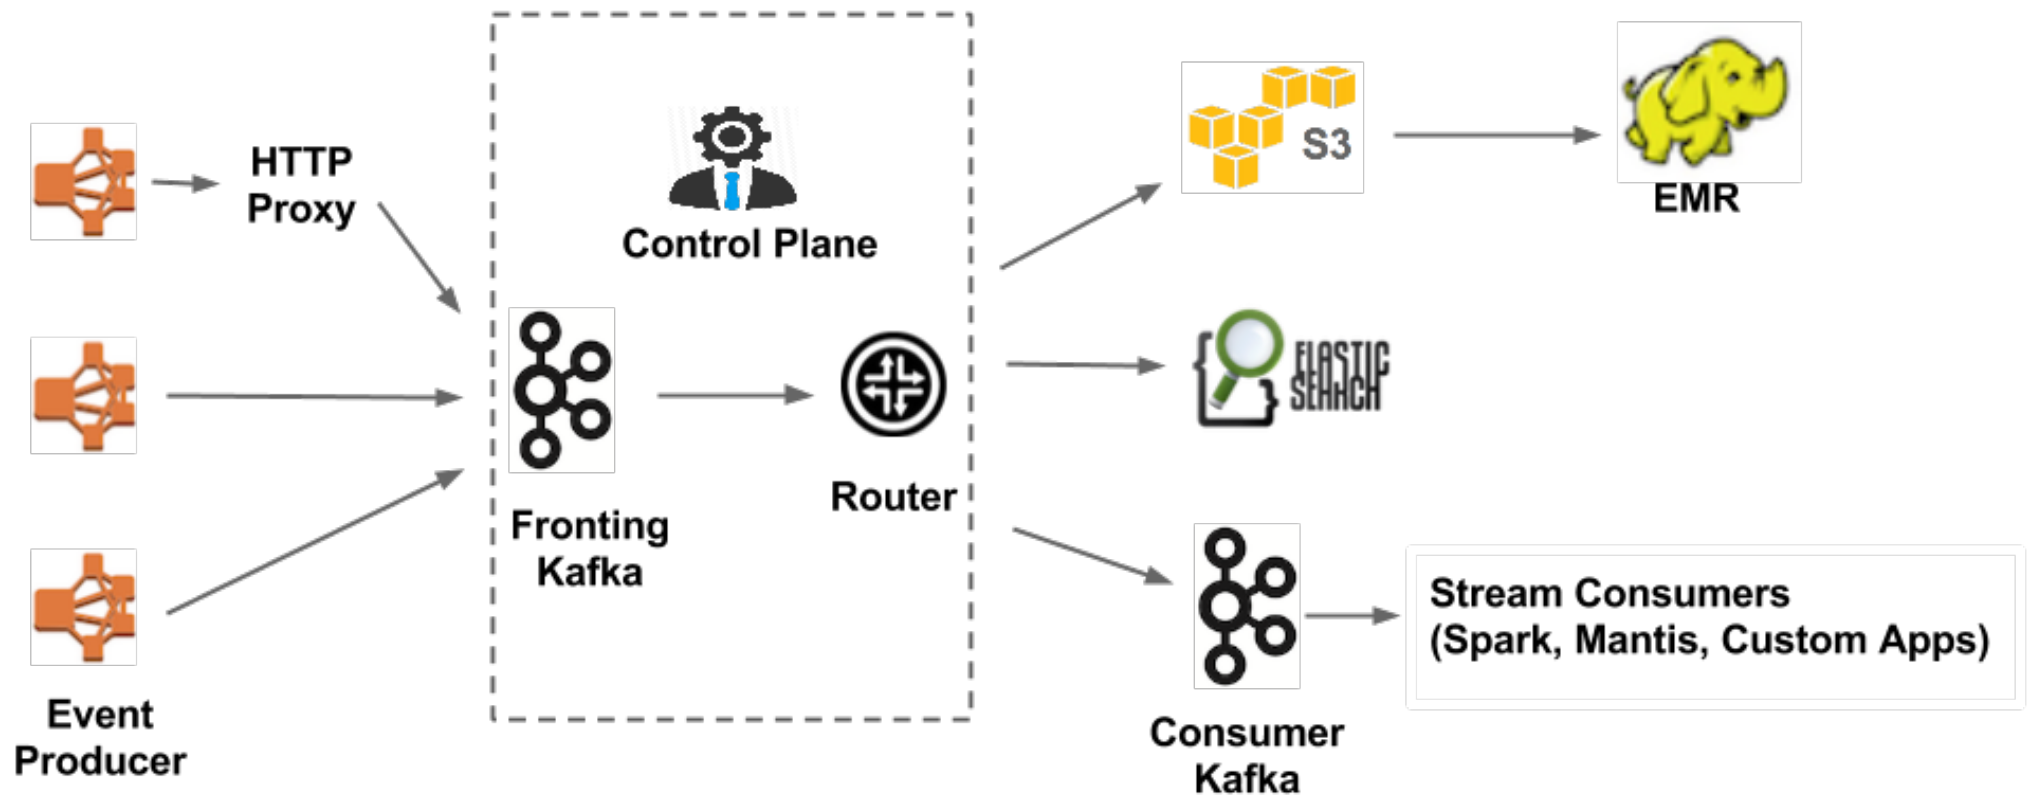 HTTP
Proxy
Event
Producer
Control Plane
Fronting
Kafka
Router
S3
EMR
ELASTIC
SEARCH
Consumer
Kafka
Stream Consumers
(Spark, Mantis, Custom Apps)